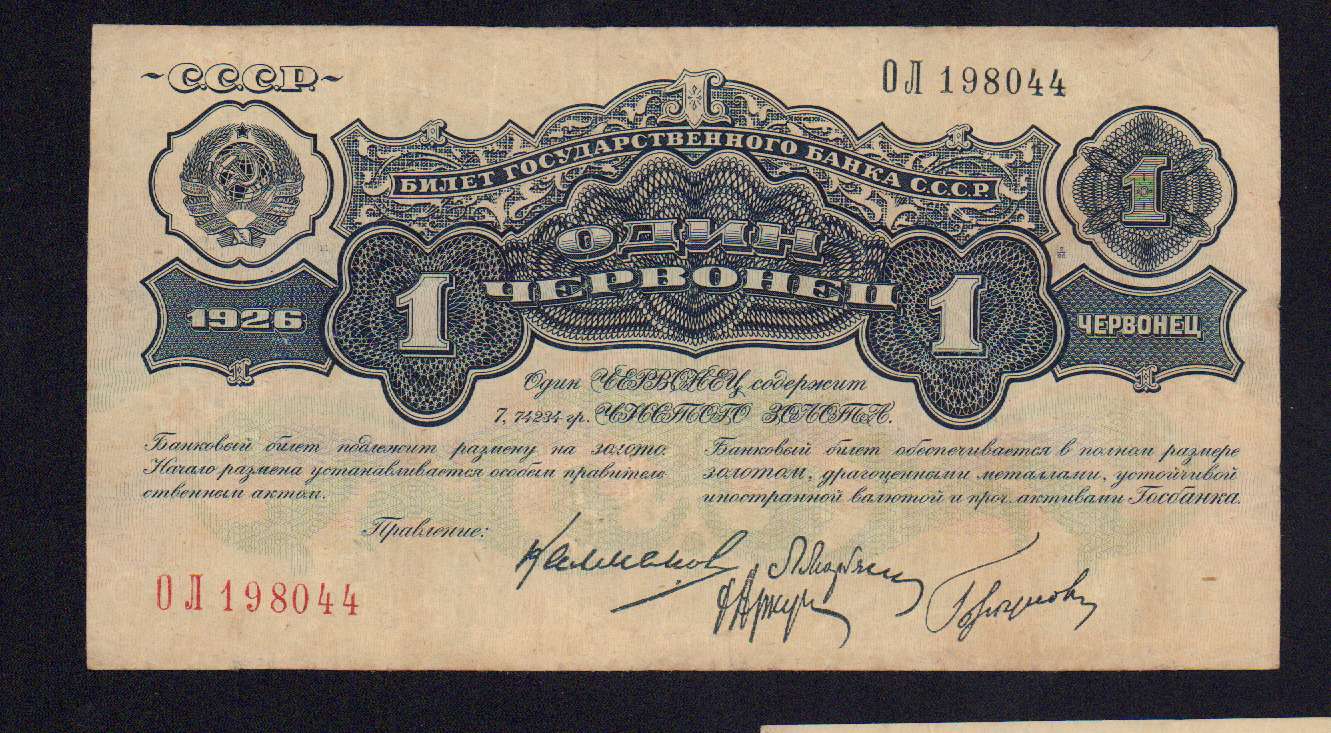 С.С.С.Р.
ОЛ 198044
1
БИЛЕТ ГОСУДАРСТВЕННОГО БАНКА С.С.С.Р.
1
ОДИН
ЧЕРВОНЕЦ
1926
1
1
ЧЕРВОНЕЦ
Один ЧЕРВОНЕЦ содержит
7,74234 гр. ЧИСТОГО ЗОЛОТА.
Банковый билет подлежит размену на золото.
Начало размена устанавливается особым правитель
ственным актом.
Банковый билет обеспечивается в полном размере
золотом, драгоценными металлами, устойчивой
иностранной валютой и проч. активами Госбанка.
Правление:
ОЛ 198044